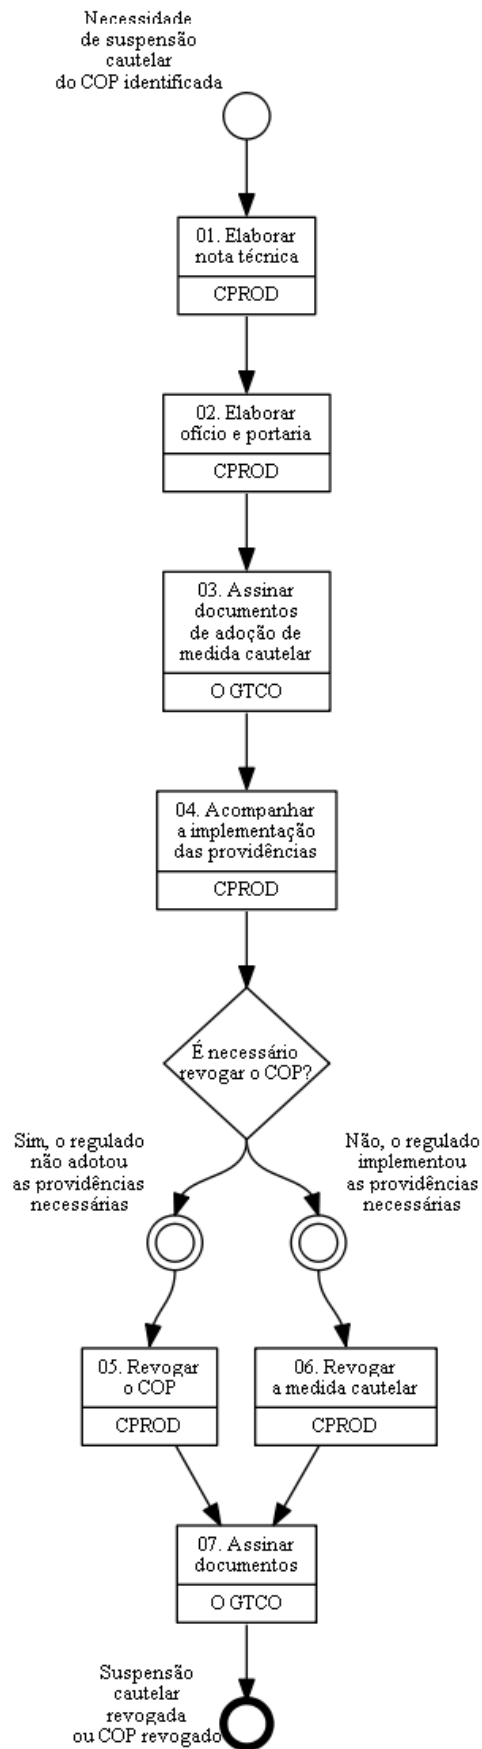 Necessidade
de suspensão
cautelar
do COP identificada
01. Elaborar
nota técnica
CPROD
02. Elaborar
ofício e portaria
CPROD
03. Assinar
documentos
de adoção de
medida cautelar
O GTCO
04. Acompanhar
a implementação
das providências
CPROD
É necessário
revogar o COP?
Sim, o regulado
não adotou
as providências
necessárias
Não, o regulado
implementou
as providências
necessárias
05. Revogar
o COP
CPROD
06. Revogar
a medida cautelar
CPROD
07. Assinar
documentos
O GTCO
Suspensão
cautelar
revogada
ou COP revogado